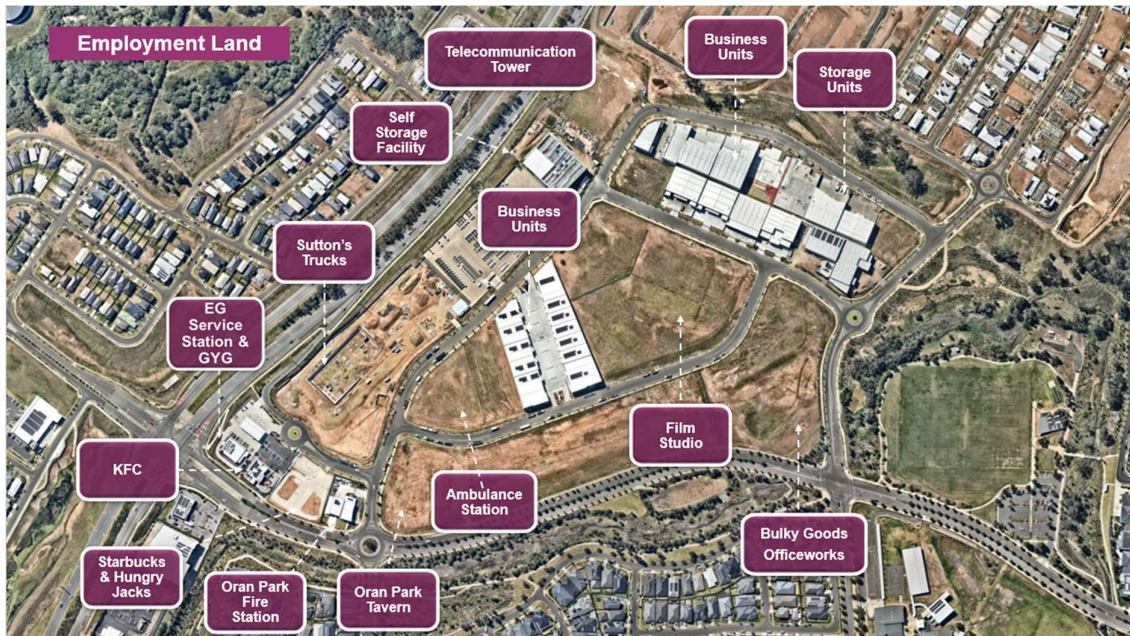 Employment Land
Telecommunication
Tower
Business
Units
Storage
Units
Self
Storage
Facility
Business
Units
Sutton's
Trucks
EG
Service
Station &
GYG
KFC
Film
Studio
Ambulance
Station
Bulky Goods
Officeworks
Starbucks
& Hungry
Jacks
Oran Park
Fire
Station
Oran Park
Tavern